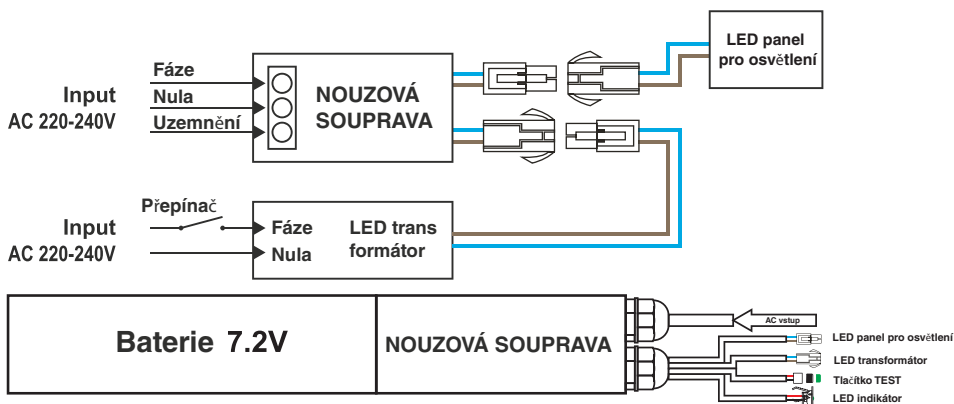 LED panel
pro osvětlení
Fáze
Input
Nula
AC 220-240V
Uzemnění
NOUZOVÁ
SOUPRAVA
Přepínač
Input
AC 220-240V
Fáze
Nula
LED trans
formátor
Baterie 7.2V
NOUZOVÁ SOUPRAVA
AC vstup
LED panel pro osvětlení
LED transformátor
Tlačítko TEST
LED indikátor